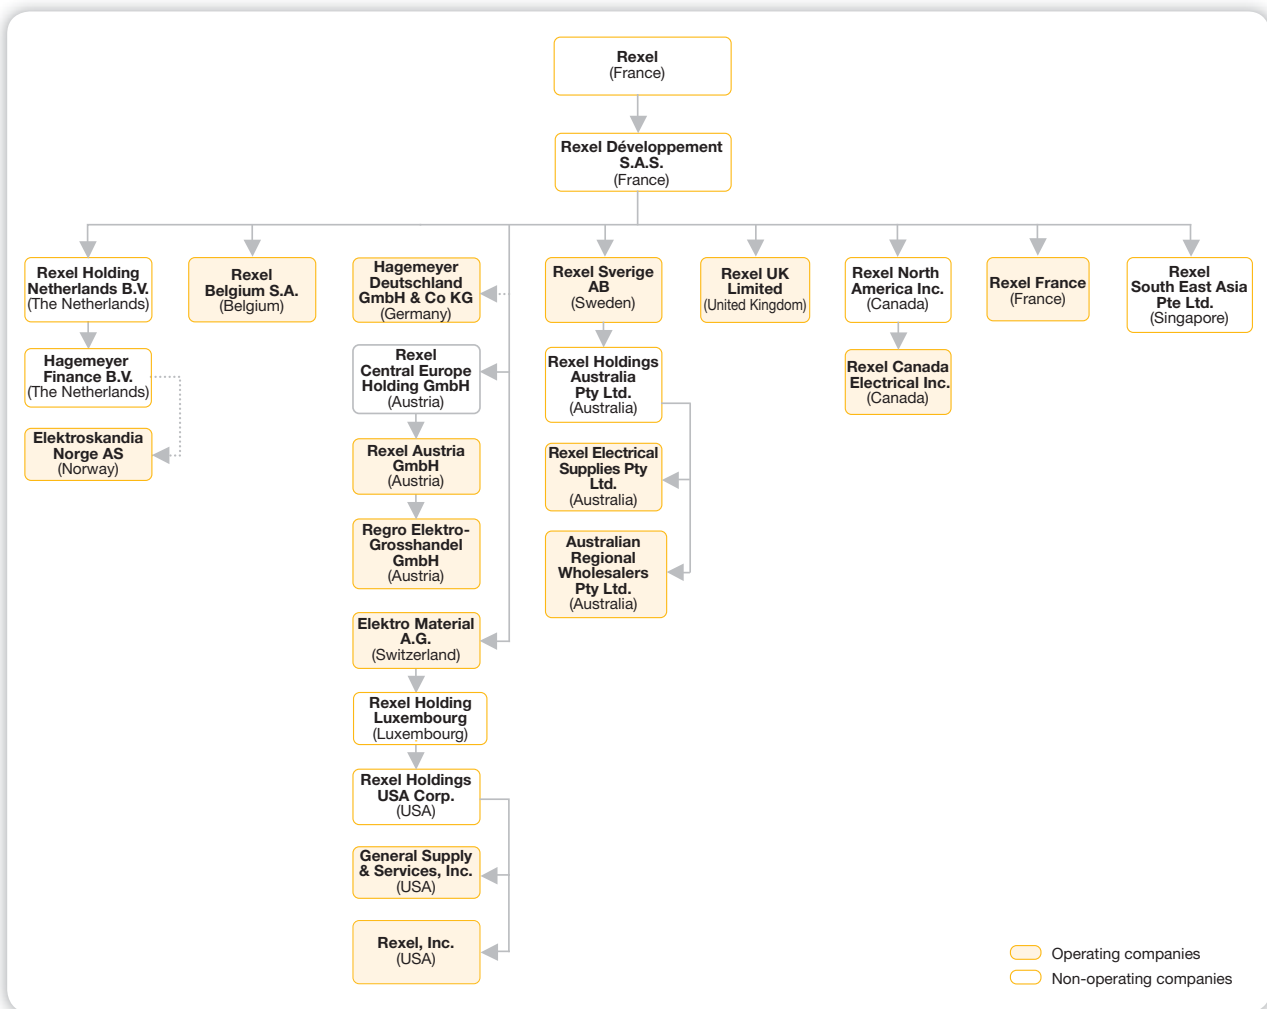 Rexel
(France)
Rexel Développement
S.A.S.
(France)
Rexel Holding
Netherlands B.V.
(The Netherlands)
Hagemeyer
Finance B.V.
(The Netherlands)
Elektroskandia
Norge AS
(Norway)
Rexel
Belgium S.A.
(Belgium)
Hagemeyer
Deutschland
GmbH & Co KG
(Germany)
Rexel
Central Europe
Holding GmbH
(Austria)
Rexel Austria
GmbH
(Austria)
Regro Elektro-
Grosshandel
GmbH
(Austria)
Elektro Material
A.G.
(Switzerland)
Rexel Holding
Luxembourg
(Luxembourg)
Rexel Holdings
USA Corp.
(USA)
General Supply
& Services, Inc.
(USA)
Rexel, Inc.
(USA)
Rexel Sverige
AB
(Sweden)
Rexel Holdings
Australia
Pty Ltd.
(Australia)
Rexel Electrical
Supplies Pty
Ltd.
(Australia)
Australian
Regional
Wholesalers
Pty Ltd.
(Australia)
Rexel UK
Limited
(United Kingdom)
Rexel North
America Inc.
(Canada)
Rexel Canada
Electrical Inc.
(Canada)
Rexel France
(France)
Rexel
South East Asia
Pte Ltd.
(Singapore)
Operating companies
Non-operating companies